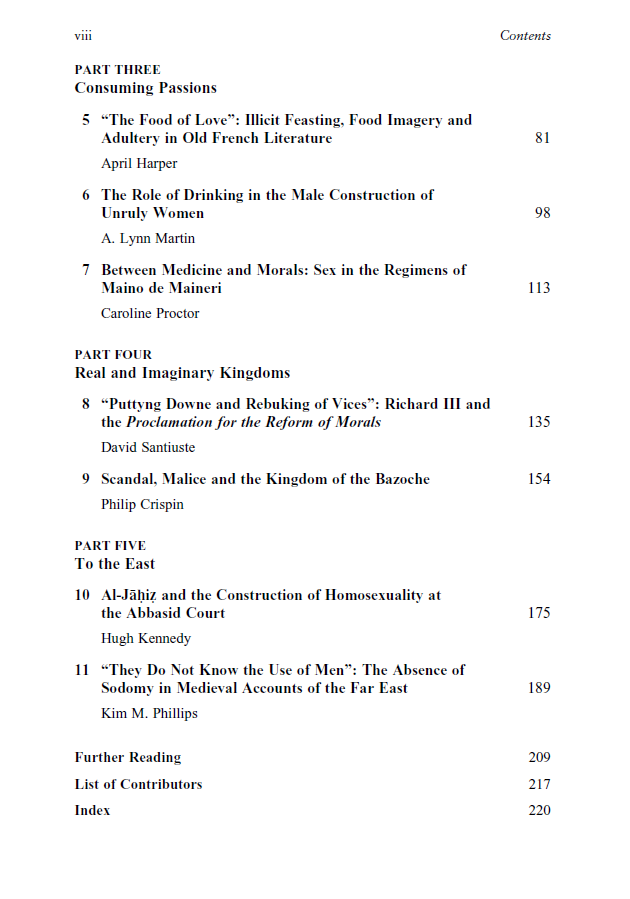 viii Contents
PART THREE
Consuming Passions
5 “The Food of Love”: Illicit Feasting, Food Imagery and
Adultery in Old French Literature 81
April Harper
6 The Role of Drinking in the Male Construction of
Unruly Women 98
A. Lynn Martin
7 Between Medicine and Morals: Sex in the Regimens of
Maino de Maineri 113
Caroline Proctor
PART FOUR
Real and Imaginary Kingdoms
8 “Puttyng Downe and Rebuking of Vices”: Richard III and
the Proclamation for the Reform of Morals 135
David Santiuste
9 Scandal, Malice and the Kingdom of the Bazoche 154
Philip Crispin
PART FIVE
To the East
10 Al-Jāḥiẓ and the Construction of Homosexuality at
the Abbasid Court 175
Hugh Kennedy
11 “They Do Not Know the Use of Men”: The Absence of
Sodomy in Medieval Accounts of the Far East 189
Kim M. Phillips
Further Reading 209
List of Contributors 217
Index 220